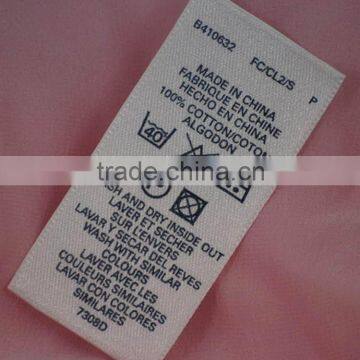 B410632 FC/CL2/S P
MADE IN CHINA
FABRIQUE EN CHINE
HECHO EN CHINA
100% COTTON/COTON
ALGODON
40
trade.china.cn
WASH AND DRY INSIDE OUT
LAVER ET SECHER
SUR L'ENVERS
LAVAR Y SECAR DEL REVES
WASH WITH SIMILAR
COLOURS
LAVER AVEC LES
COULEURS SIMILAIRES
LAVAR CON COLORES
SIMILARES
7308D